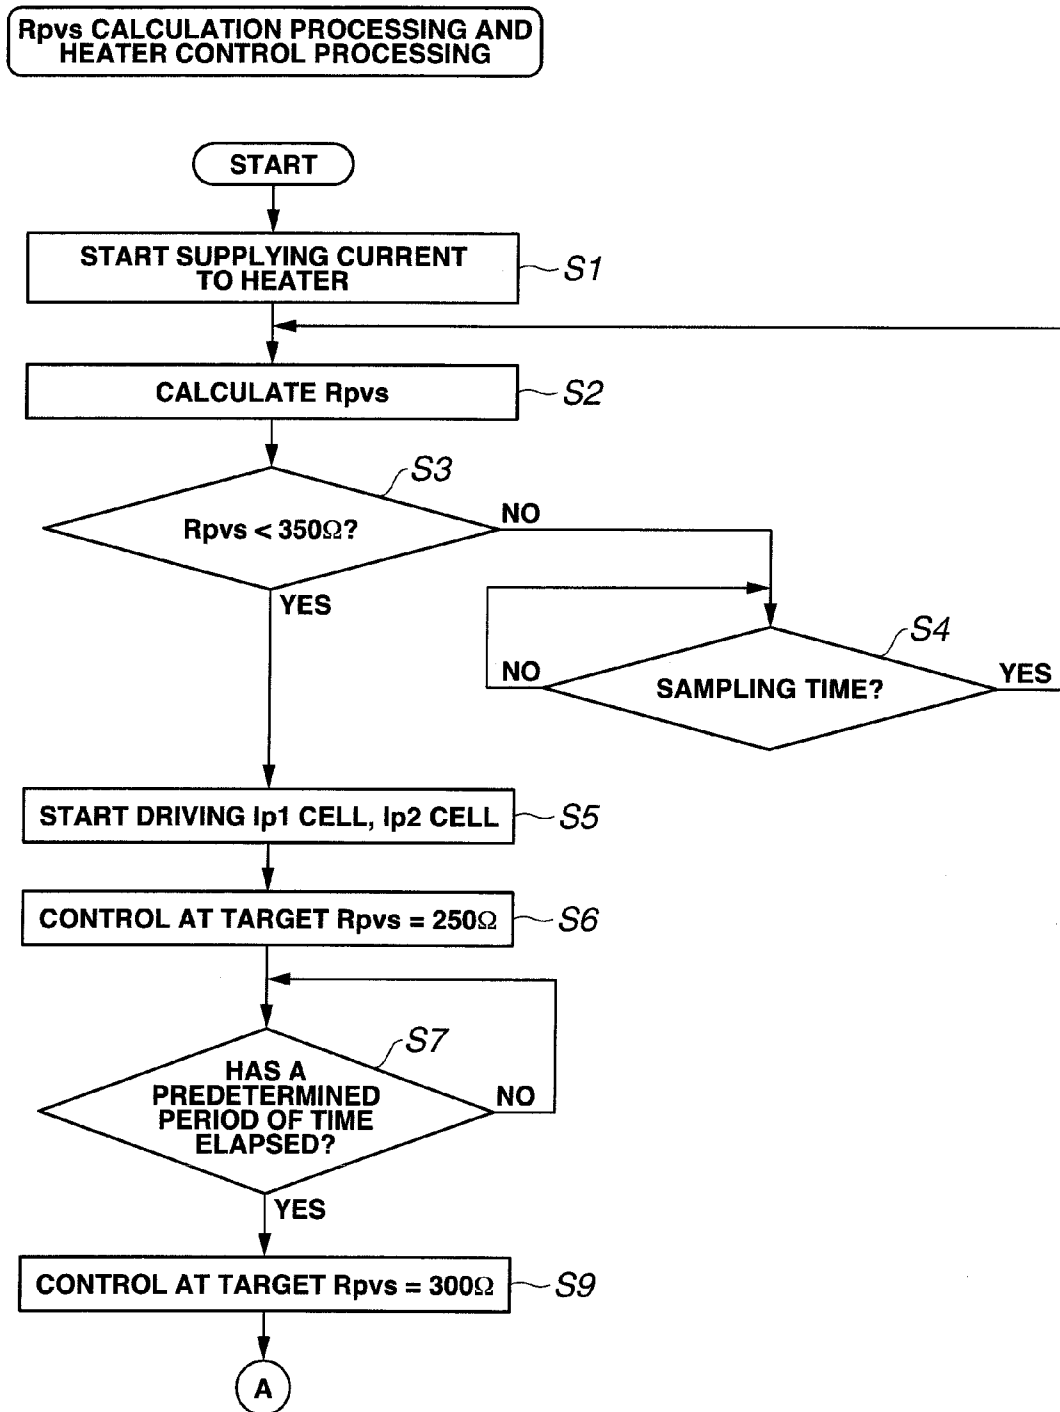 Rpvs CALCULATION PROCESSING AND
HEATER CONTROL PROCESSING
START
START SUPPLYING CURRENT
TO HEATER
S1
CALCULATE Rpvs
S2
S3
Rpvs < 350Ω?
NO
YES
S4
NO
SAMPLING TIME?
YES
START DRIVING Ip1 CELL, Ip2 CELL
S5
CONTROL AT TARGET Rpvs = 250Ω
S6
S7
HAS A
PREDETERMINED
PERIOD OF TIME
ELAPSED?
NO
YES
CONTROL AT TARGET Rpvs = 300Ω
S9
A